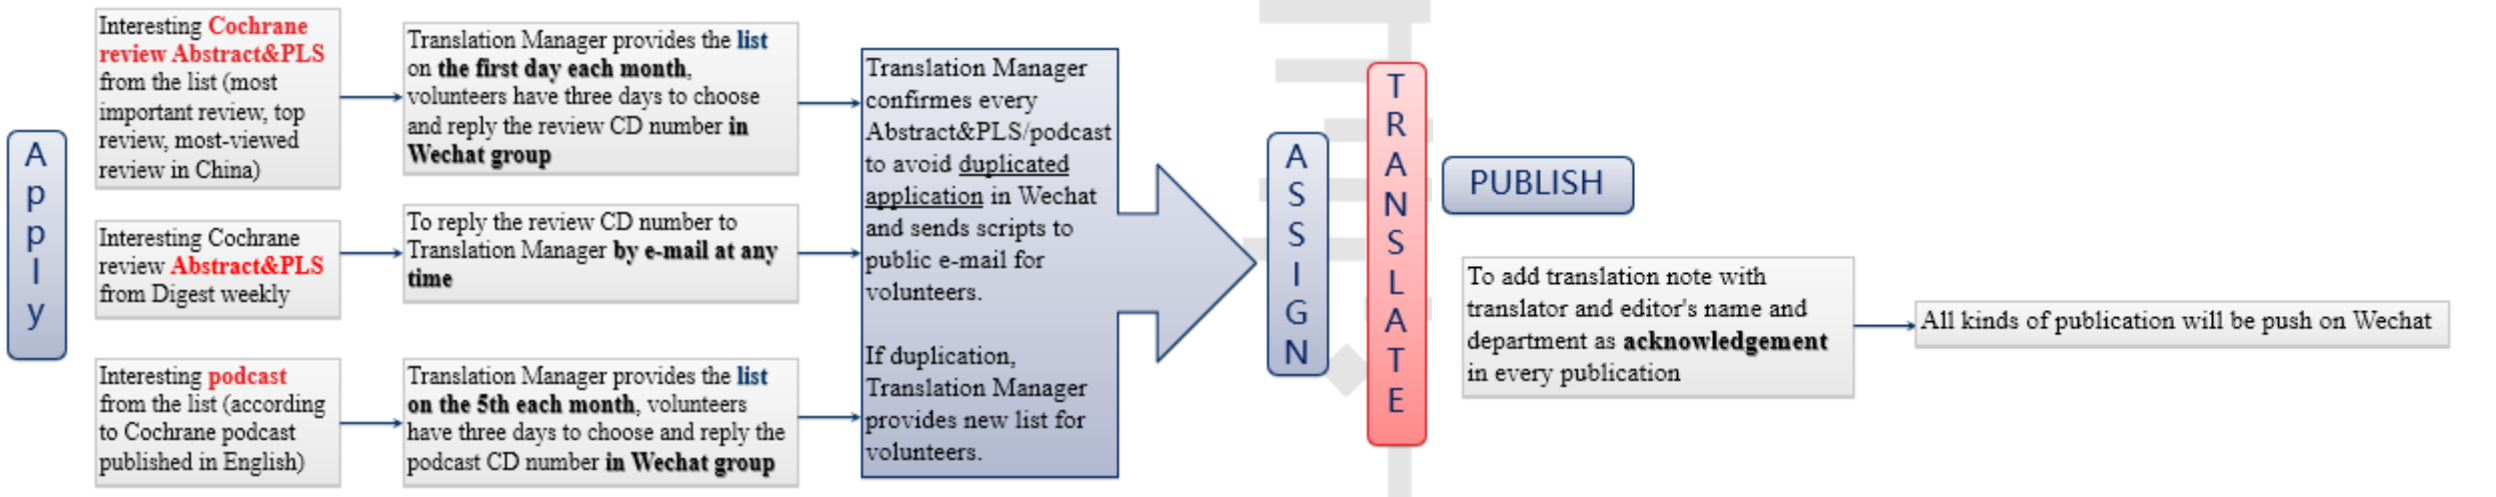 Apply
Interesting Cochrane
review Abstract&PLS
from the list (most
important review, top
review, most-viewed
review in China)
Translation Manager provides the list
on the first day each month,
volunteers have three days to choose
and reply the review CD number in
Wechat group
Interesting Cochrane
review Abstract&PLS
from Digest weekly
To reply the review CD number to
Translation Manager by e-mail at any
time
Interesting podcast
from the list (according
to Cochrane podcast
published in English)
Translation Manager provides the list
on the 5th each month, volunteers
have three days to choose and reply the
podcast CD number in Wechat group
Translation Manager
confirmes every
Abstract&PLS/podcast
to avoid duplicated
application in Wechat
and sends scripts to
public e-mail for
volunteers.
If duplication,
Translation Manager
provides new list for
volunteers.
ASSIGN
TRANSLATE
PUBLISH
To add translation note with
translator and editor's name and
department as acknowledgement
in every publication
All kinds of publication will be push on Wechat